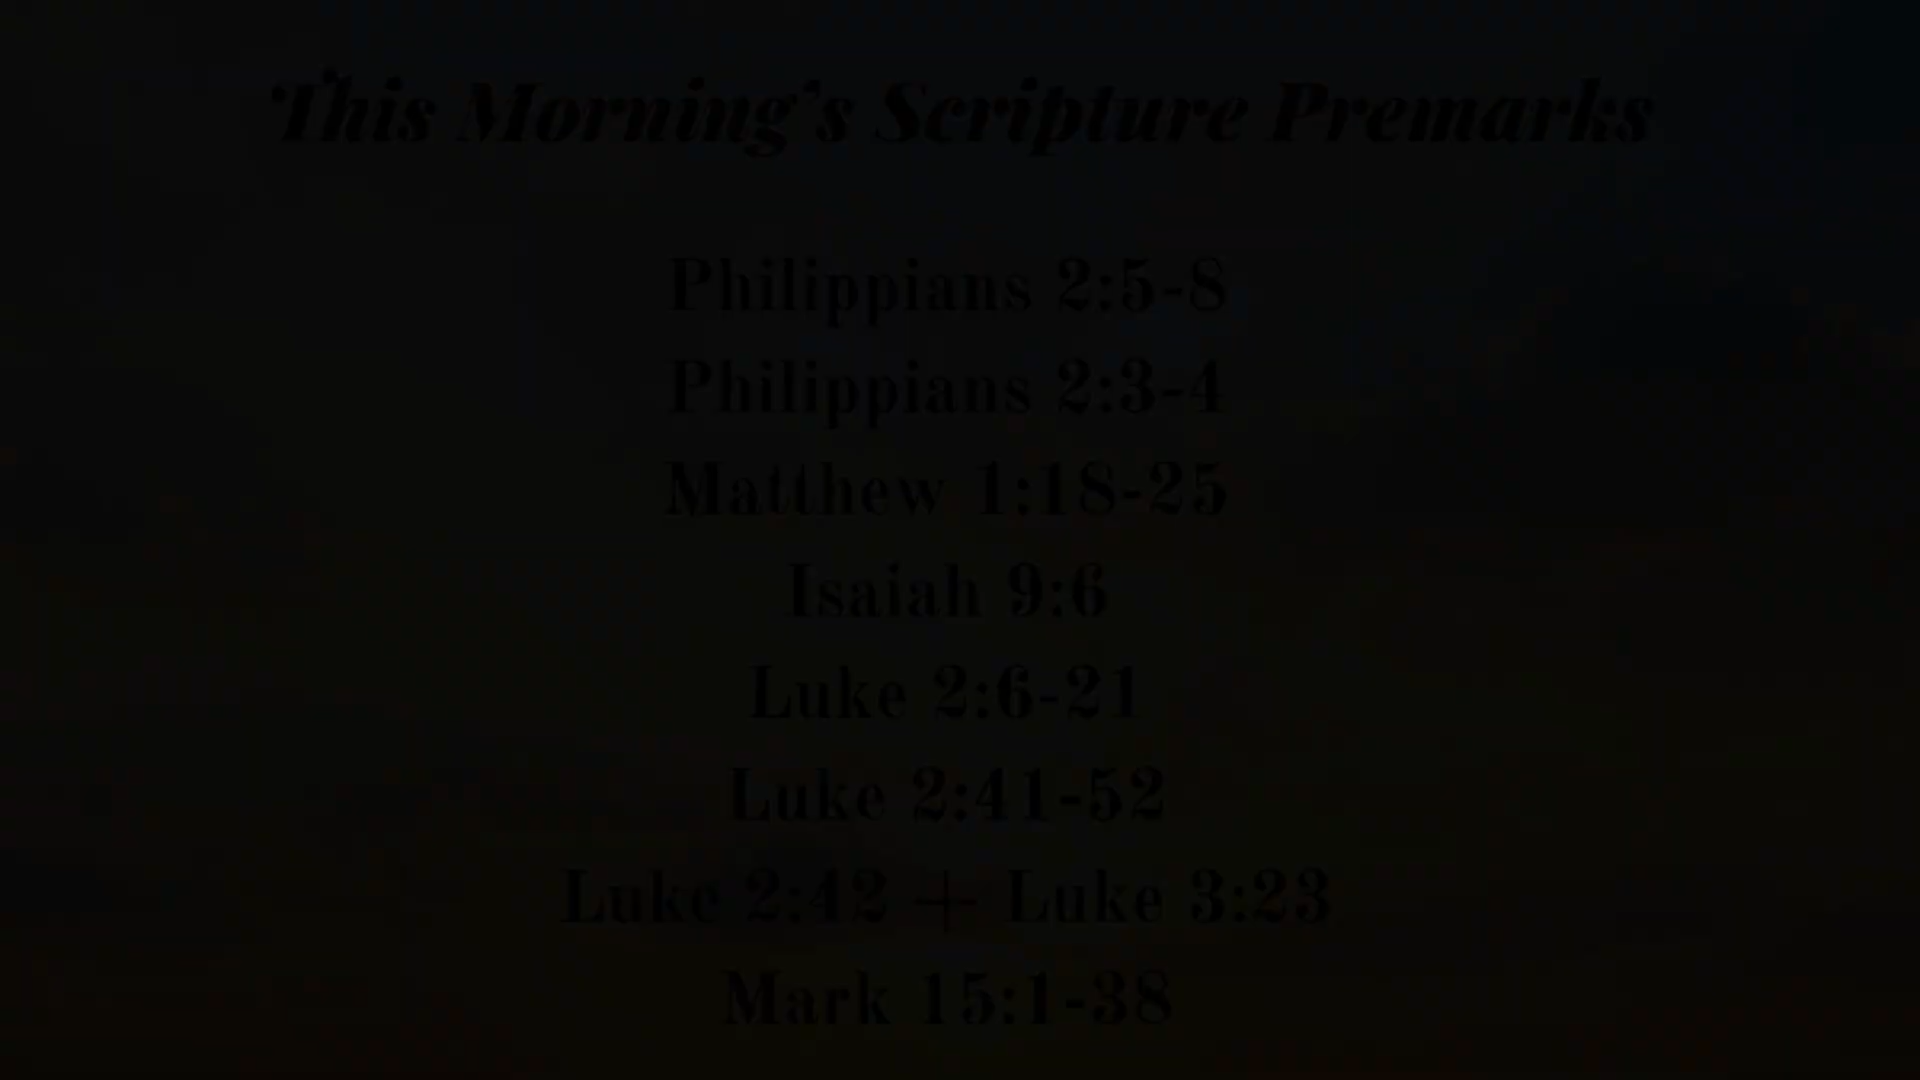 This Morning's Scripture Premarks
Philippians 2:5-8
Philippians 2:3-4
Matthew 1:18-25
Isaiah 9:6
Luke 2:6-21
Luke 2:41-52
Luke 2:42 + Luke 3:23
Mark 15:1-38